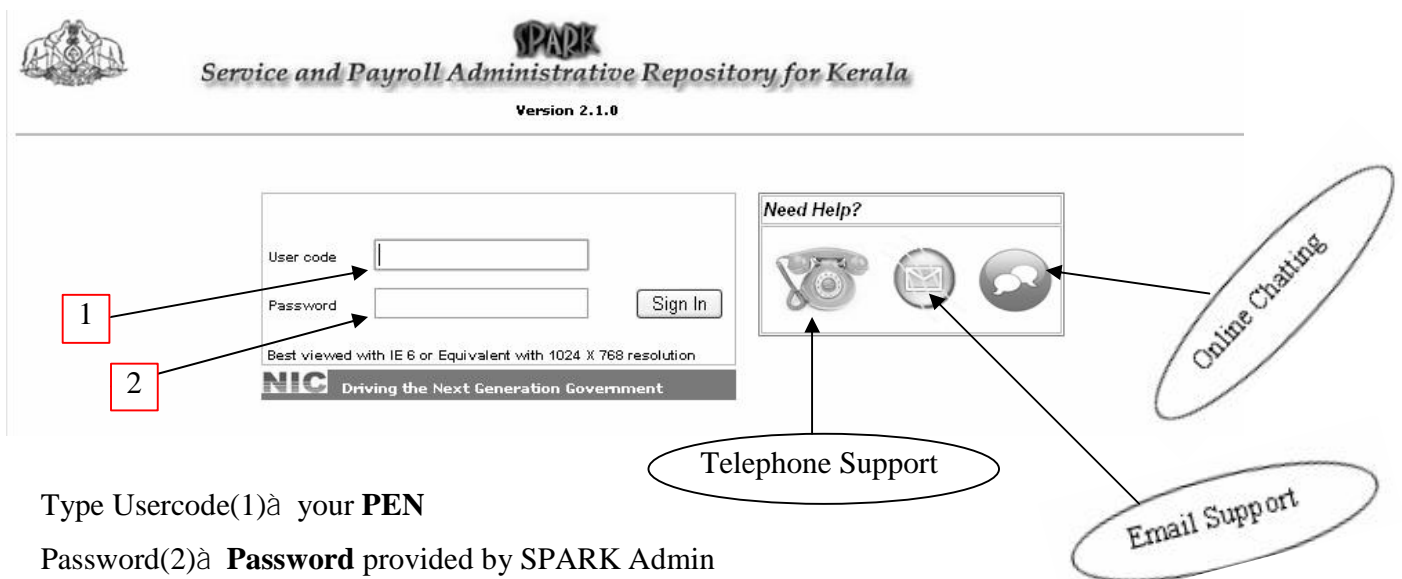 SPARK
Service and Payroll Administrative Repository for Kerala
Version 2.1.0
Need Help?
User code
1
Password
Sign In
2
Best viewed with IE 6 or Equivalent with 1024 X 768 resolution
NIC Driving the Next Generation Government
Online Chatting
Telephone Support
Email Support
Type Usercode(1)à your PEN
Password(2)à Password provided by SPARK Admin